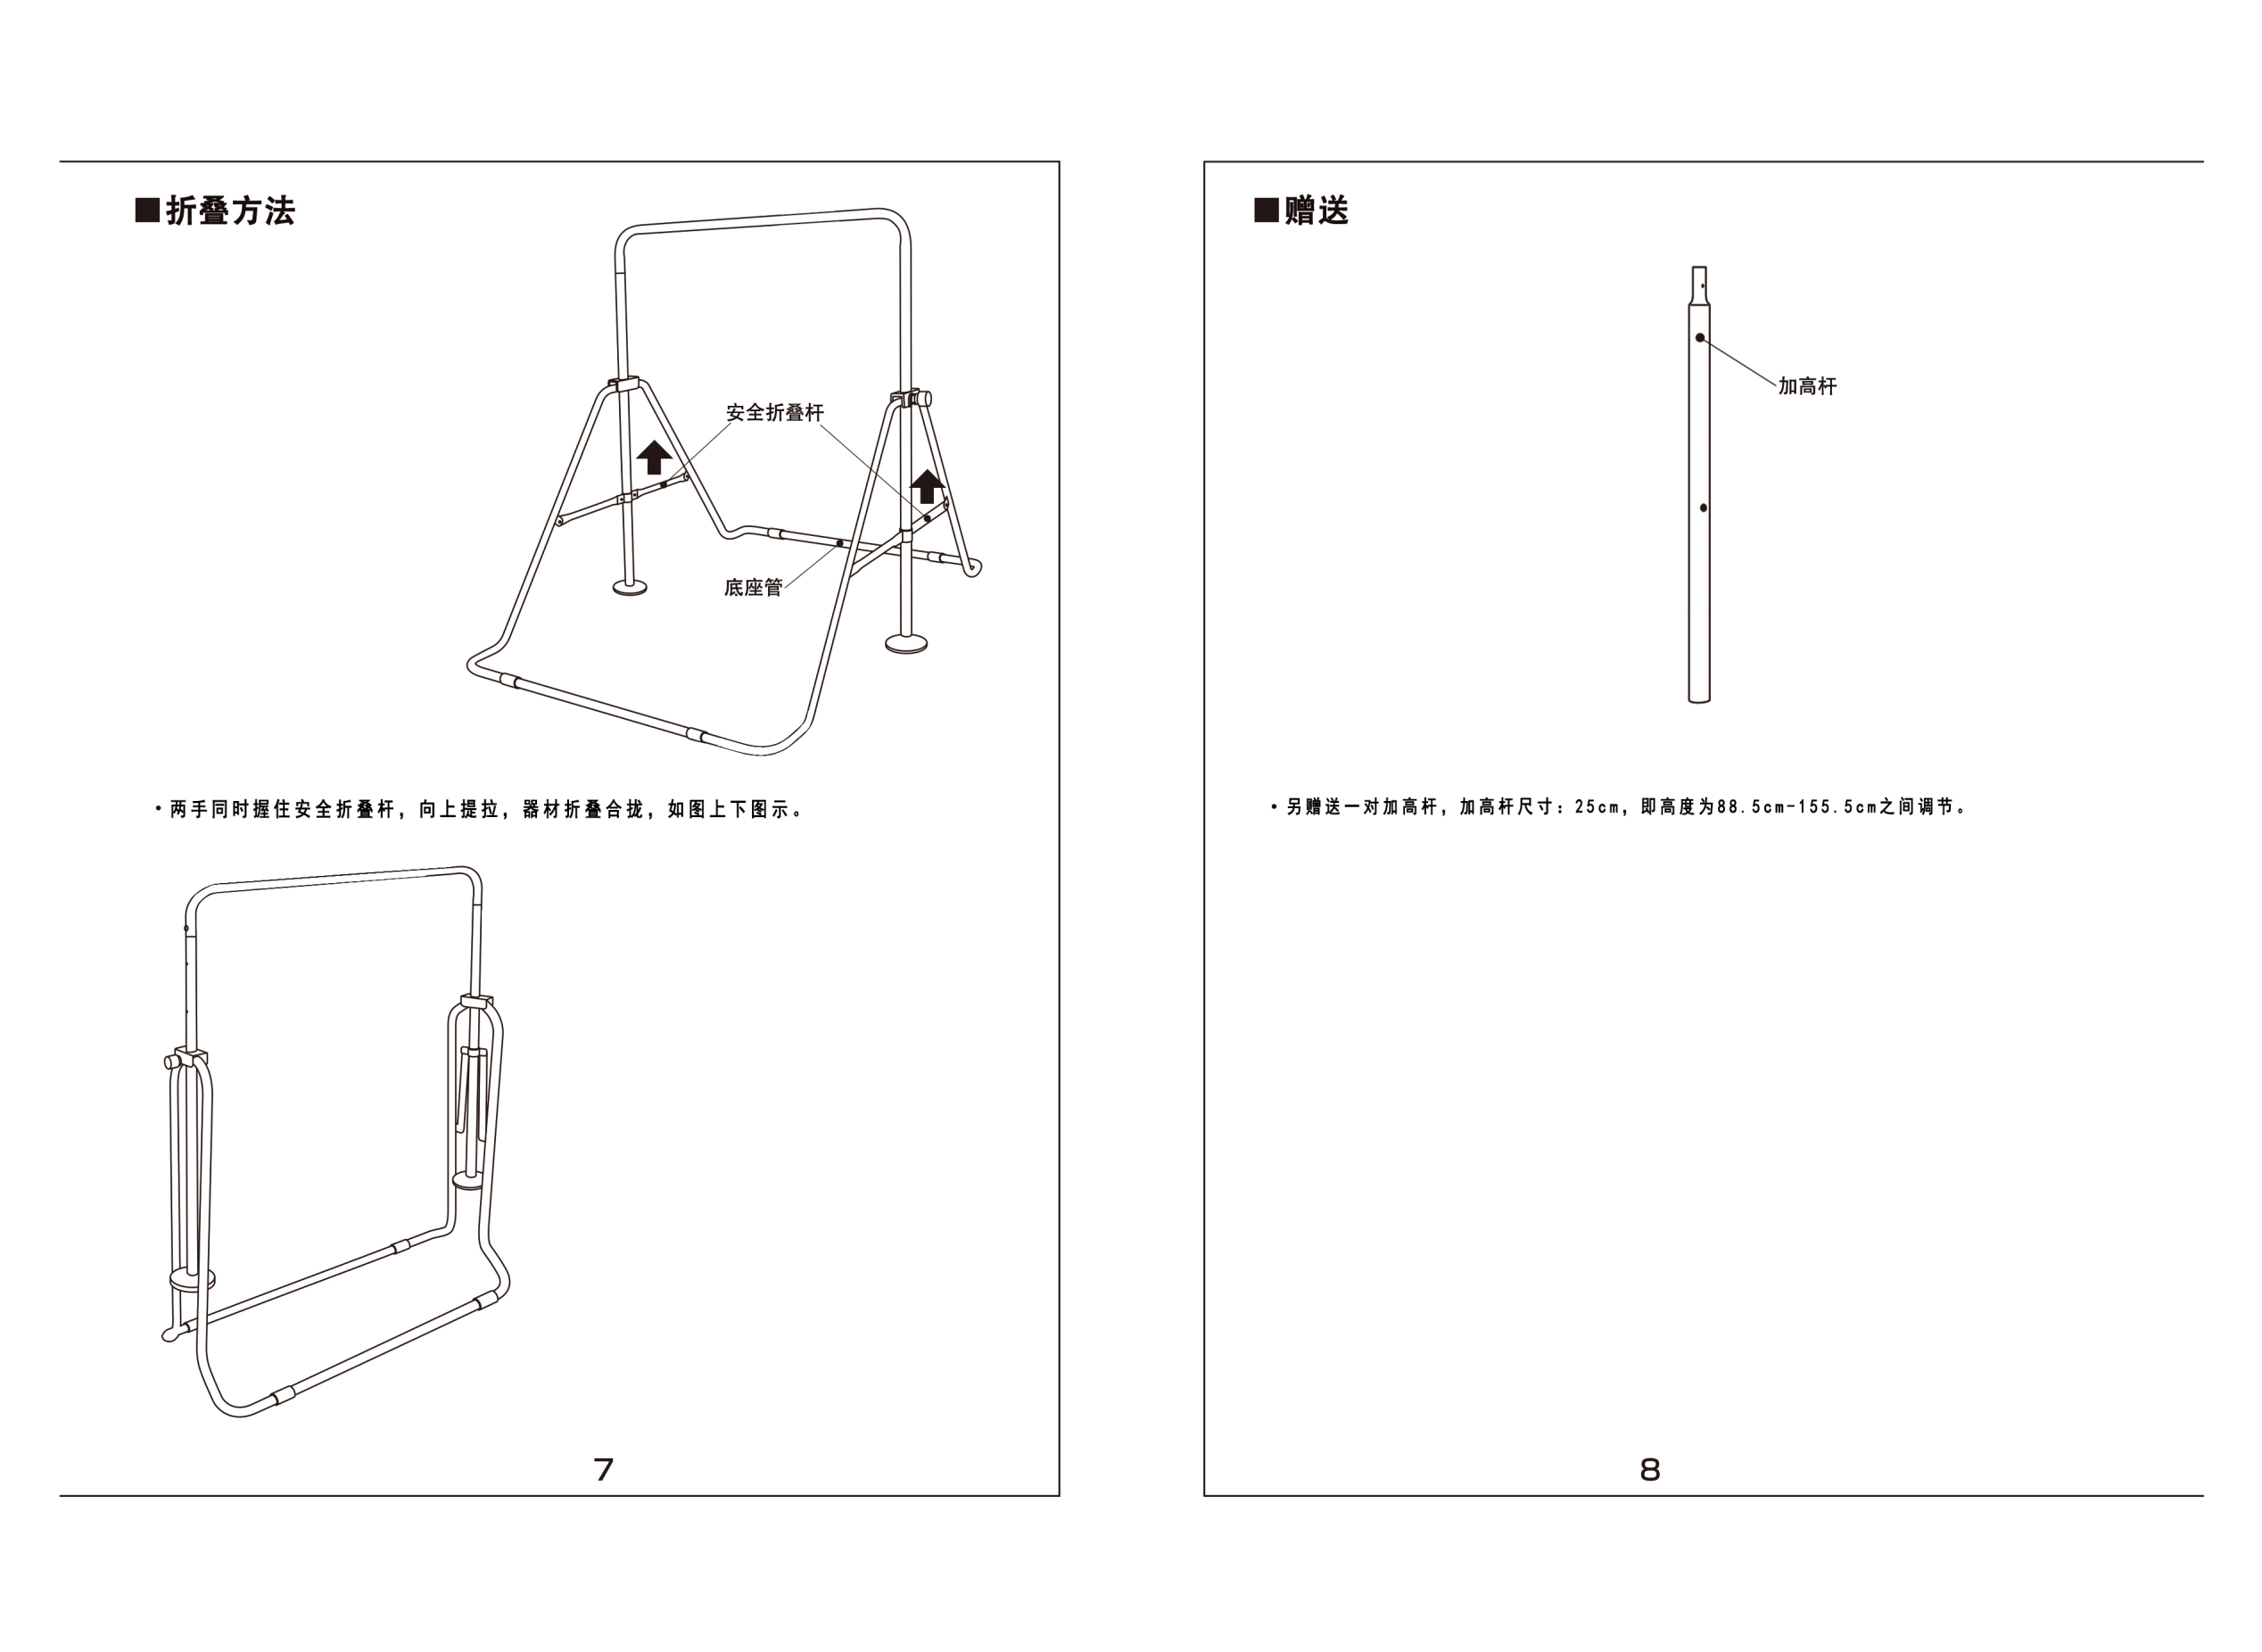 ■折叠方法
安全折叠杆
底座管
·两手同时握住安全折叠杆，向上提拉，器材折叠合拢，如图上下图示。
7
■赠送
加高杆
·另赠送一对加高杆，加高杆尺寸：25cm，即高度为88.5cm-155.5cm之间调节。
8